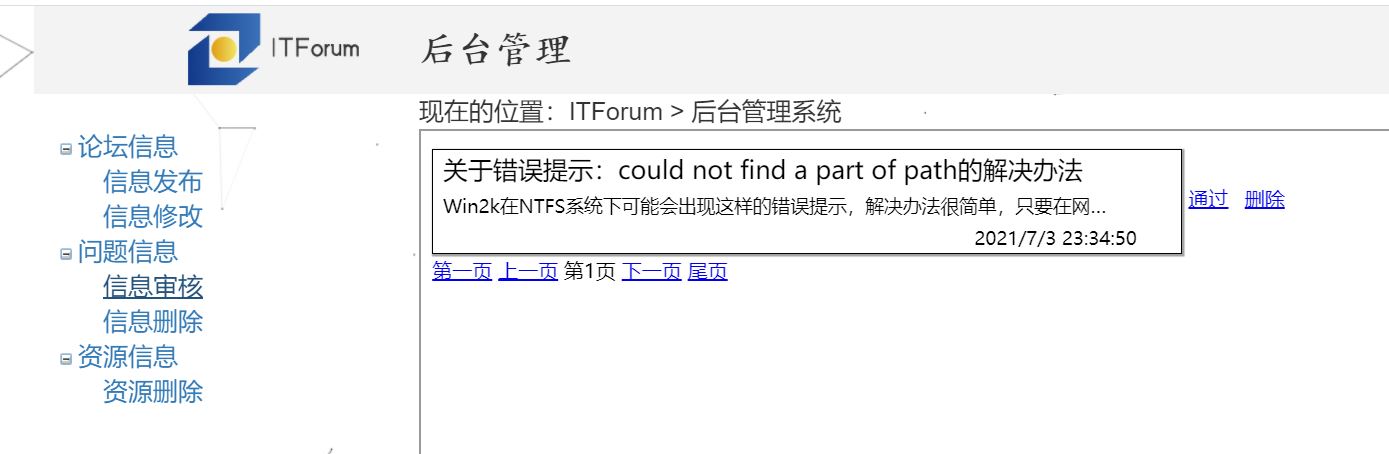 ITForum
后台管理
现在的位置：ITForum > 后台管理系统
论坛信息
信息发布
信息修改
问题信息
信息审核
信息删除
资源信息
资源删除
关于错误提示：could not find a part of path的解决办法
Win2k在NTFS系统下可能会出现这样的错误提示，解决办法很简单，只要在网...
2021/7/3 23:34:50
通过 删除
第一页 上一页 第1页 下一页 尾页